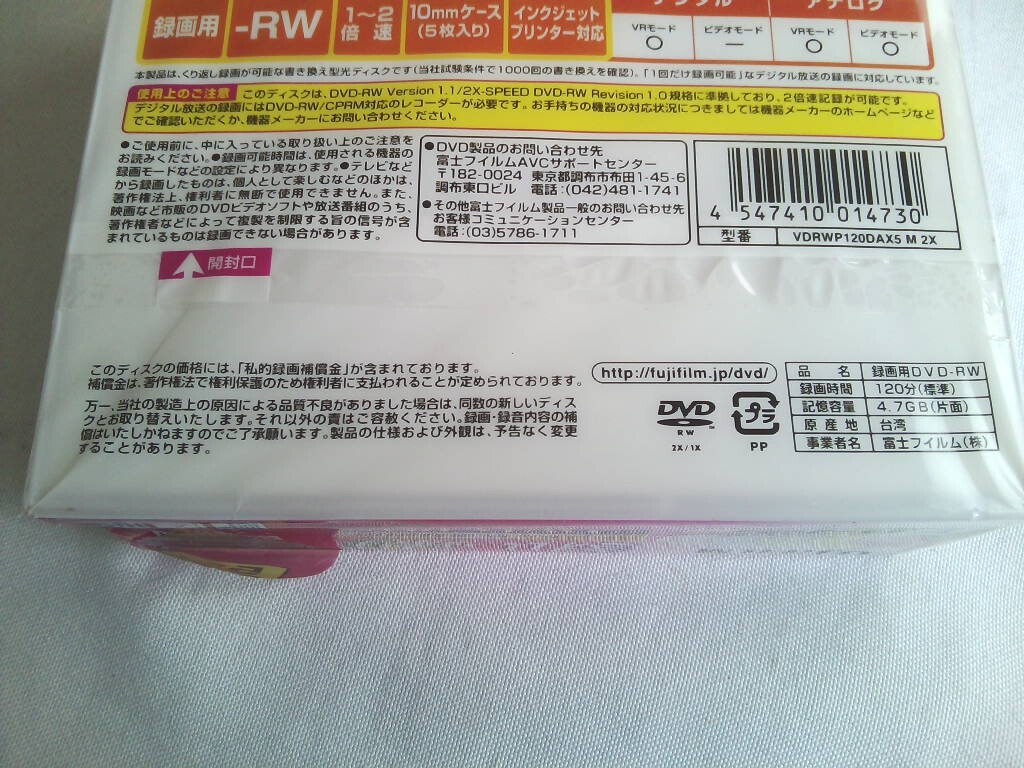 デジタル
アナログ
録画用
-RW
1～2
倍速
10mmケース
(5枚入り)
インクジェット
プリンター対応
VRモード
○
ビデオモード
ー
VRモード
○
ビデオモード
○
本製品は、くり返し録画が可能な書き換え型光ディスクです(当社試験条件で1000回の書き換えを確認)。「1回だけ録画可能」なデジタル放送の録画に対応しています。
使用上のご注意 このディスクは、DVD-RW Version 1.1/2X-SPEED DVD-RW Revision 1.0 規格に準拠しており、2倍速記録が可能です。
デジタル放送の録画にはDVD-RW/CPRM対応のレコーダーが必要です。お手持ちの機器の対応状況につきましては機器メーカーのホームページなど
でご確認いただくか、機器メーカーにお問い合わせください。
●ご使用前に、中に入っている取り扱い上のご注意を
お読みください。●録画可能時間は、使用される機器の
録画モードなどの設定により異なります。●テレビなど
から録画したものは、個人として楽しむなどのほかは、
著作権法上、権利者に無断で使用できません。また、
映画など市販のDVDビデオソフトや放送番組のうち、
著作権者などによって複製を制限する旨の信号が含
まれているものは録画できない場合があります。
●DVD製品のお問い合わせ先
富士フイルムAVCサポートセンター
〒182-0024 東京都調布市布田1-45-6
調布東口ビル 電話:(042)481-1741
●その他富士フイルム製品一般のお問い合わせ先
お客様コミュニケーションセンター
電話:(03)5786-1711
4 547410 014730
型番 VDRWP120DAX5 M 2X
開封口
このディスクの価格には、「私的録画補償金」が含まれております。
補償金は、著作権法で権利保護のため権利者に支払われることが定められております。
万一、当社の製造上の原因による品質不良がありました場合は、同数の新しいディス
クとお取り替えいたします。それ以外の責はご容赦ください。録画・録音内容の補
償はいたしかねますのでご了承願います。製品の仕様および外観は、予告なく変更
することがあります。
http://fujifilm.jp/dvd/
DVD
RW
2X/1X
プラ
PP
品名 録画用DVD-RW
録画時間 120分(標準)
記憶容量 4.7GB(片面)
原産地 台湾
事業者名 富士フイルム(株)